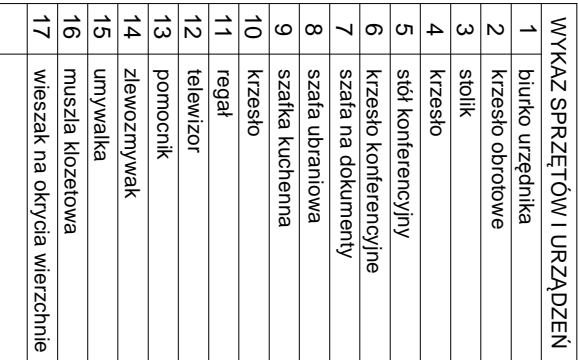 WYKAZ SPRZĘTÓW I URZĄDZEŃ
1 biurko urzędnika
2 krzesło obrotowe
3 stolik
4 krzesło
5 stół konferencyjny
6 krzesło konferencyjne
7 szafa na dokumenty
8 szafa ubraniowa
9 szafka kuchenna
10 krzesło
11 regał
12 telewizor
13 pomocnik
14 zlewozmywak
15 umywalka
16 muszla klozetowa
17 wieszak na okrycia wierzchnie